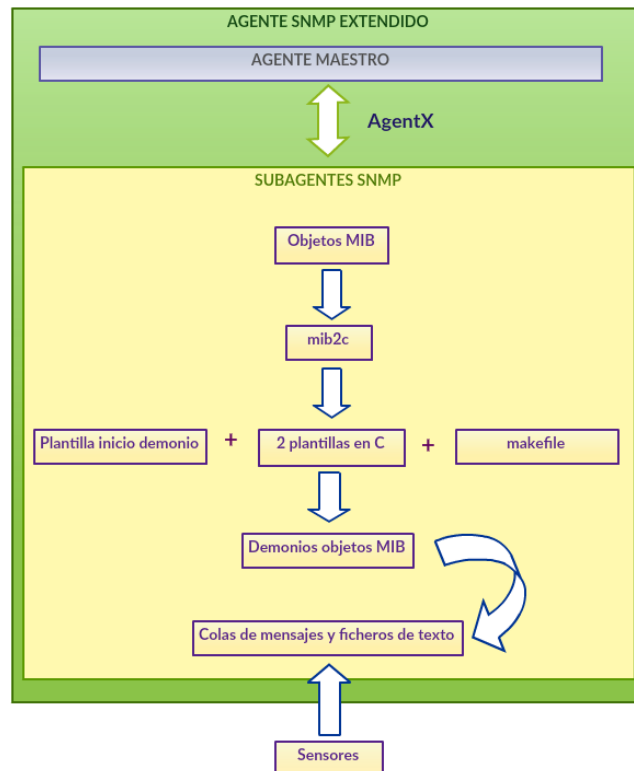 AGENTE SNMP EXTENDIDO
AGENTE MAESTRO
AgentX
SUBAGENTES SNMP
Objetos MIB
mib2c
Plantilla inicio demonio + 2 plantillas en C + makefile
Demonios objetos MIB
Colas de mensajes y ficheros de texto
Sensores